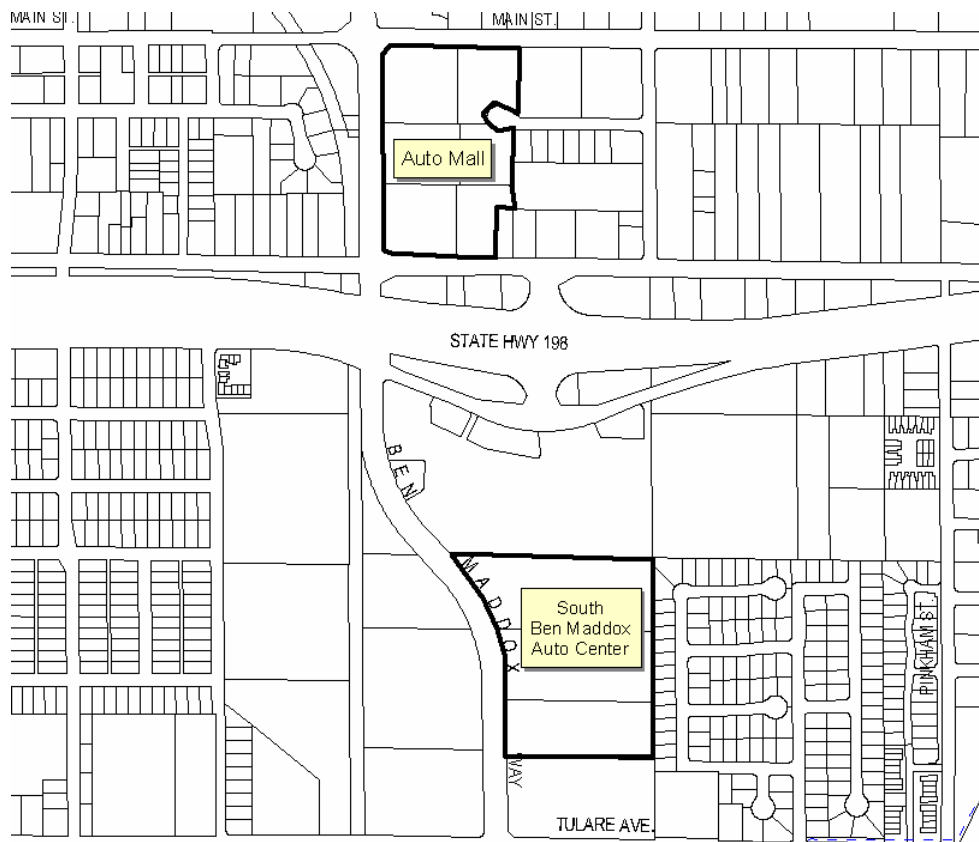 MAIN ST.
MAIN ST.
Auto Mall
STATE HWY 198
BEN
MADDOX
WAY
South
Ben Maddox
Auto Center
PINKHAM ST.
TULARE AVE.